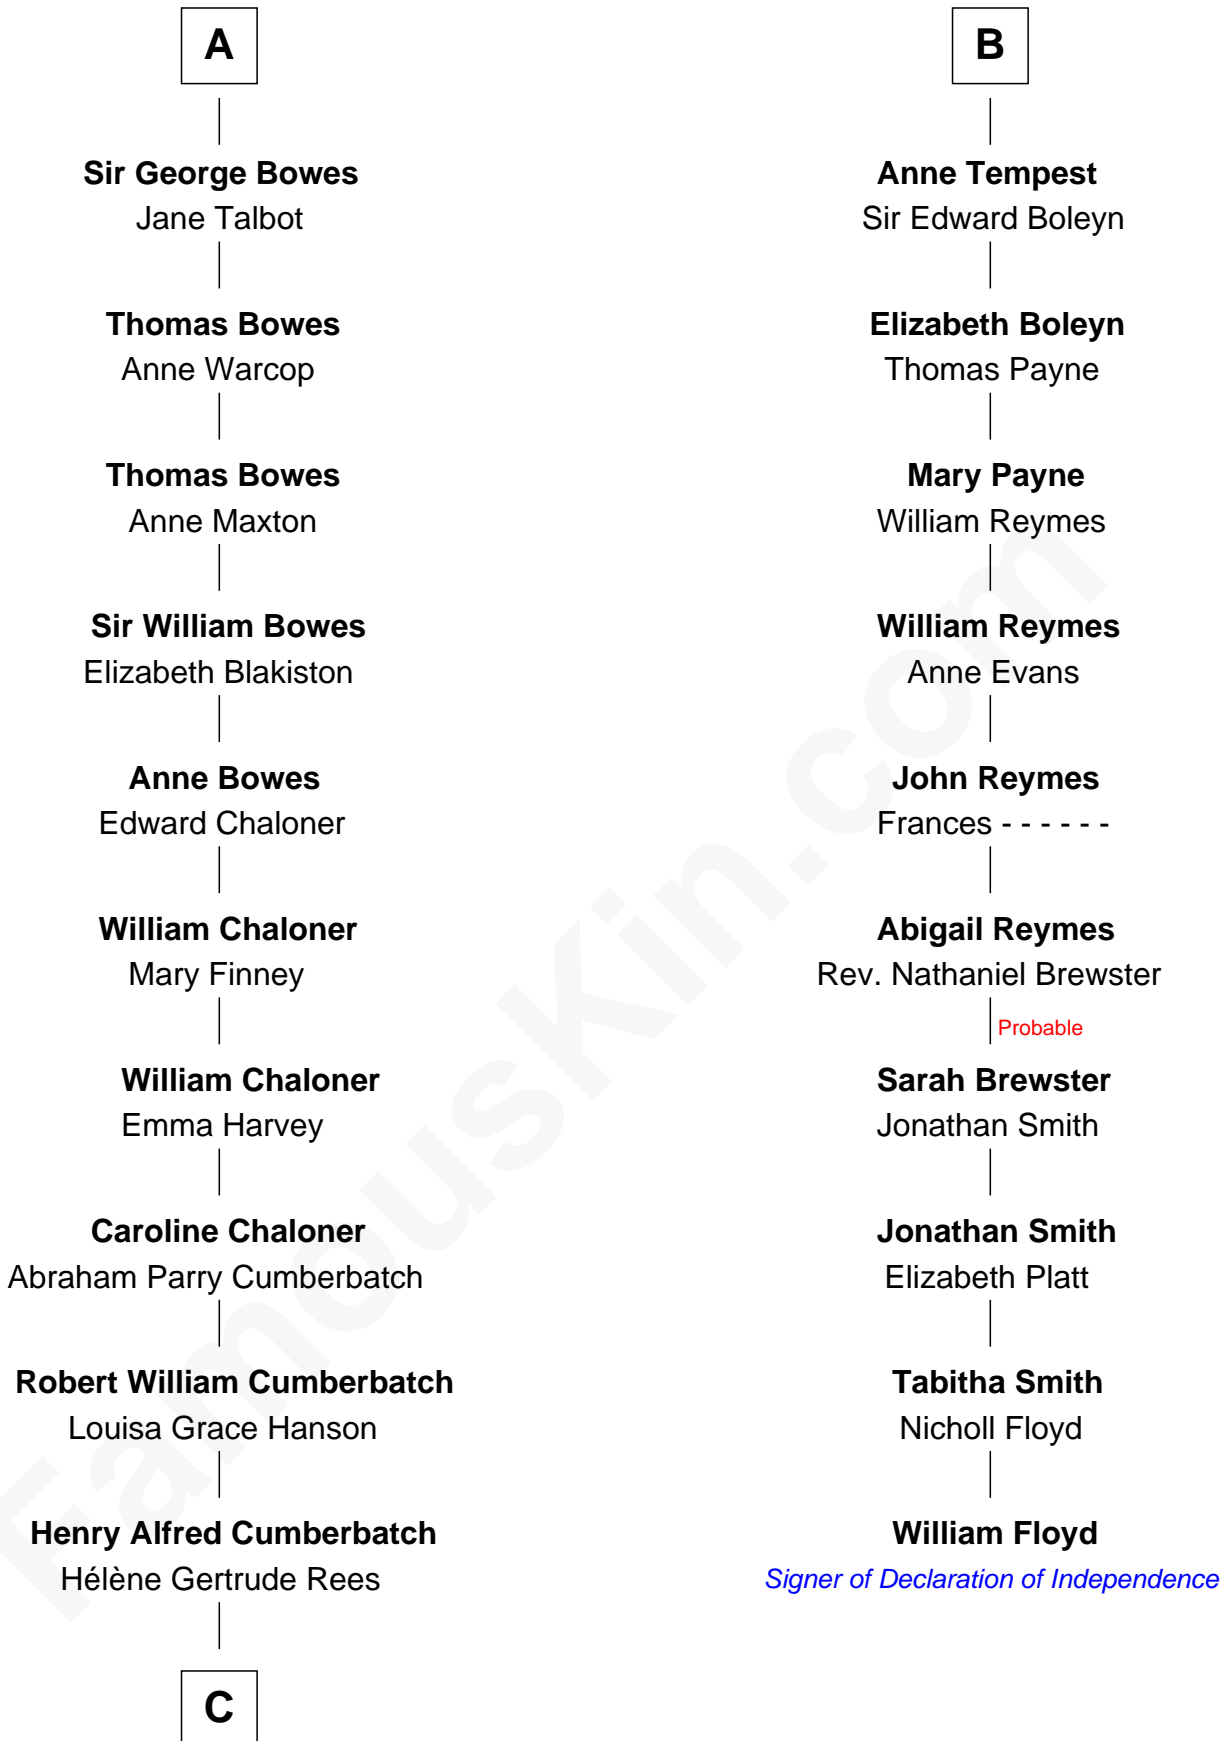 A
Sir George Bowes
Jane Talbot
Thomas Bowes
Anne Warcop
Thomas Bowes
Anne Maxton
Sir William Bowes
Elizabeth Blakiston
Anne Bowes
Edward Chaloner
William Chaloner
Mary Finney
William Chaloner
Emma Harvey
Caroline Chaloner
Abraham Parry Cumberbatch
Robert William Cumberbatch
Louisa Grace Hanson
Henry Alfred Cumberbatch
Hélène Gertrude Rees
C
B
Anne Tempest
Sir Edward Boleyn
Elizabeth Boleyn
Thomas Payne
Mary Payne
William Reymes
William Reymes
Anne Evans
John Reymes
Frances - - - - - -
Abigail Reymes
Rev. Nathaniel Brewster
Probable
Sarah Brewster
Jonathan Smith
Jonathan Smith
Elizabeth Platt
Tabitha Smith
Nicholl Floyd
William Floyd
Signer of Declaration of Independence
FamousKin.com